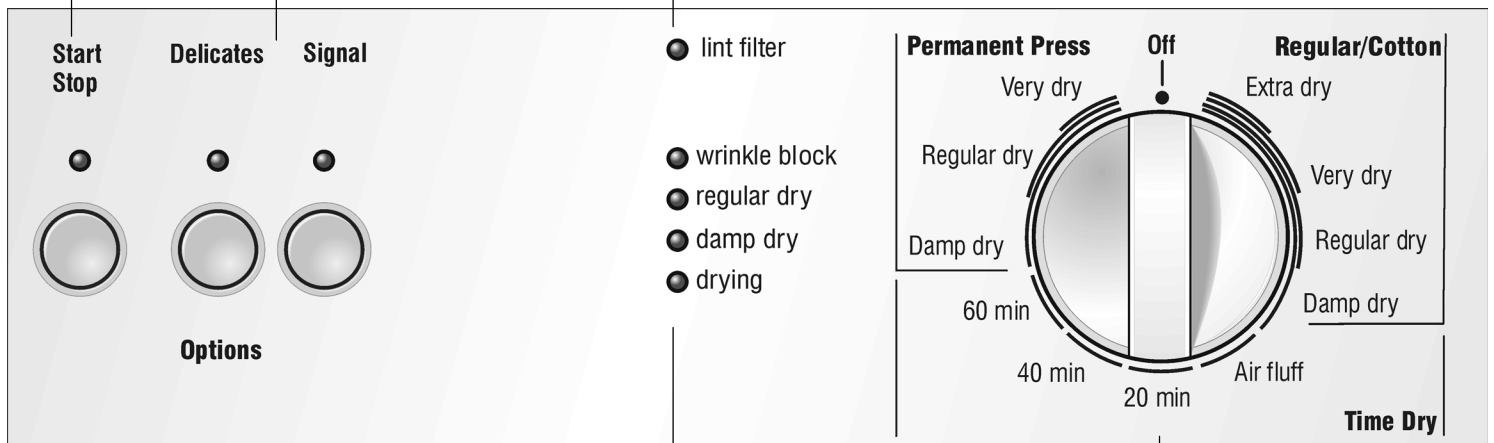 Start
Stop
Delicates
Signal
Options
lint filter
wrinkle block
regular dry
damp dry
drying
Permanent Press
Very dry
Regular dry
Damp dry
Off
Regular/Cotton
Extra dry
Very dry
Regular dry
Damp dry
60 min
40 min
20 min
Air fluff
Time Dry